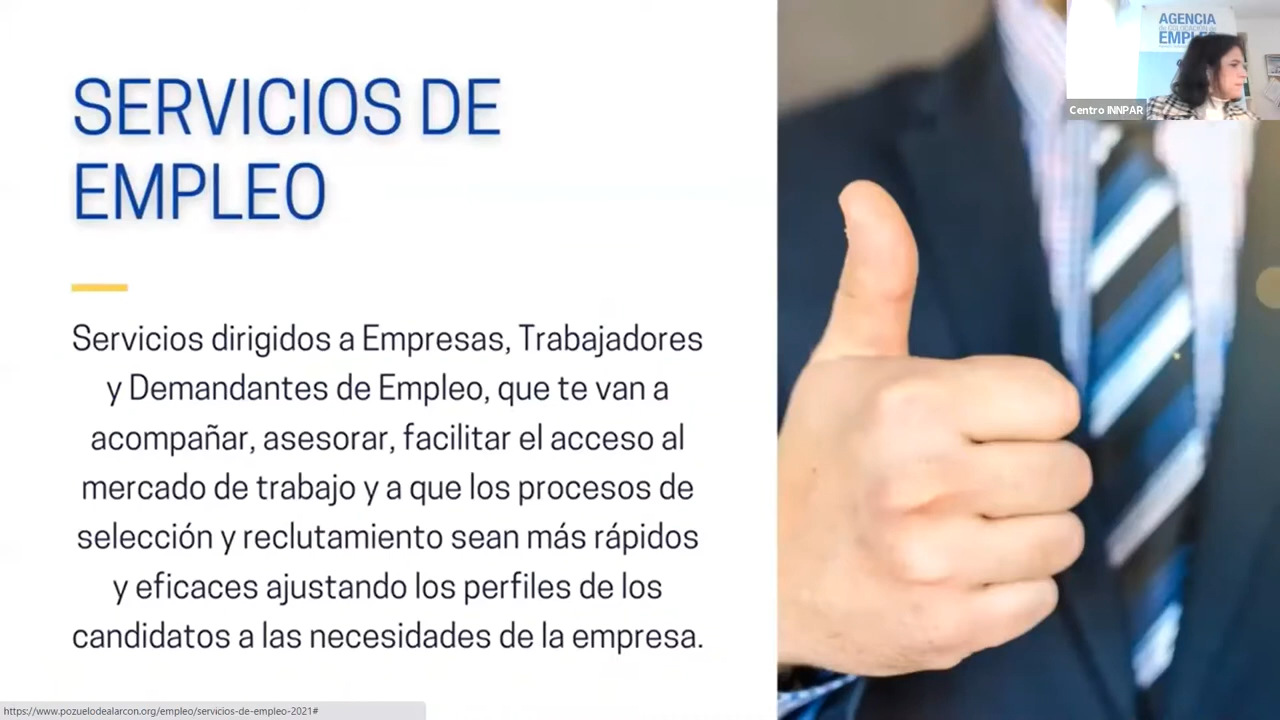 SERVICIOS DE
EMPLEO
Servicios dirigidos a Empresas, Trabajadores
y Demandantes de Empleo, que te van a
acompañar, asesorar, facilitar el acceso al
mercado de trabajo y a que los procesos de
selección y reclutamiento sean más rápidos
y eficaces ajustando los perfiles de los
candidatos a las necesidades de la empresa.
AGENCIA
EMPLEO
Centro INNPAR
https://www.pozuelodealarcon.org/empleo/servicios-de-empleo-2021#